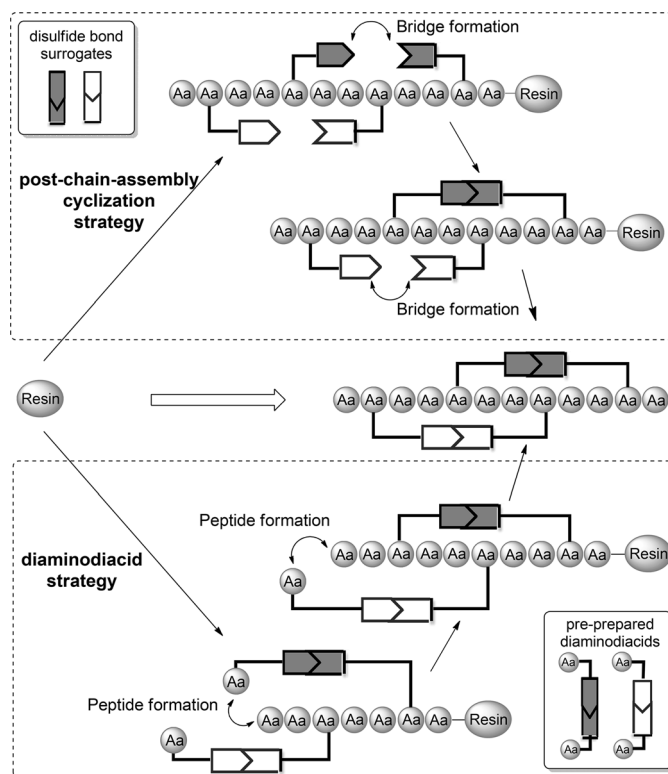 disulfide bond
surrogates
Bridge formation
Aa Aa Aa Aa Aa Aa Aa Aa Aa Aa Aa Aa Resin
post-chain-assembly
cyclization
strategy
Aa Aa Aa Aa Aa Aa Aa Aa Aa Aa Aa Aa Resin
Bridge formation
Resin
Aa Aa Aa Aa Aa Aa Aa Aa Aa Aa Aa Aa
diaminodiacid
strategy
Peptide formation
Aa Aa Aa Aa Aa Aa Aa Aa Aa Aa Resin
Aa
Aa
Peptide formation
Aa Aa Aa Aa Aa Aa Aa Resin
Aa
pre-prepared
diaminodiacids
Aa Aa
Aa Aa